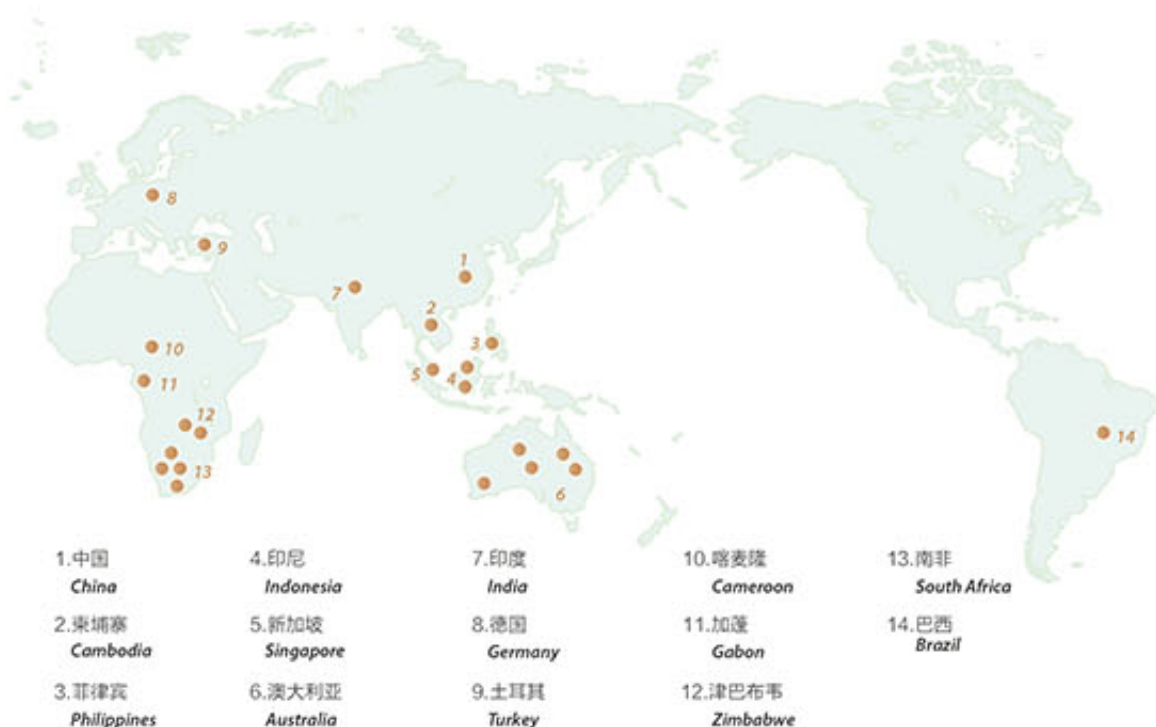 8
9
1
7
2
3
10
5
4
11
12
14
13
6
1.中国
China
4.印尼
Indonesia
7.印度
India
10.喀麦隆
Cameroon
13.南非
South Africa
2.柬埔寨
Cambodia
5.新加坡
Singapore
8.德国
Germany
11.加蓬
Gabon
14.巴西
Brazil
3.菲律宾
Philippines
6.澳大利亚
Australia
9.土耳其
Turkey
12.津巴布韦
Zimbabwe